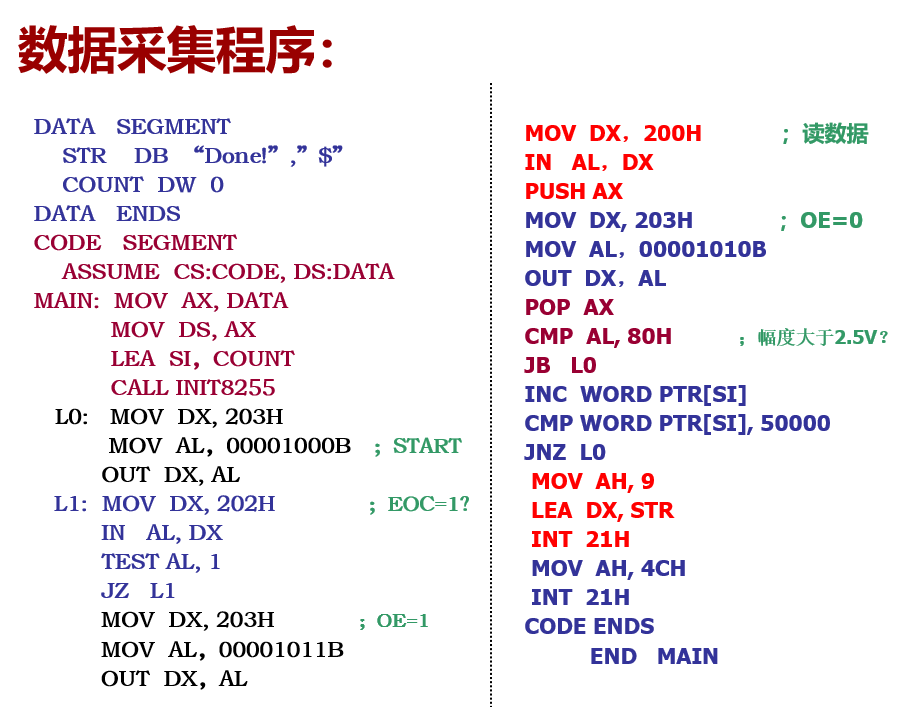 数据采集程序：
DATA SEGMENT
STR DB “Done!”,”$”
COUNT DW 0
DATA ENDS
CODE SEGMENT
ASSUME CS:CODE, DS:DATA
MAIN: MOV AX, DATA
MOV DS, AX
LEA SI，COUNT
CALL INIT8255
L0: MOV DX, 203H
MOV AL，00001000B ；START
OUT DX, AL
L1: MOV DX, 202H ；EOC=1?
IN AL, DX
TEST AL, 1
JZ L1
MOV DX, 203H ；OE=1
MOV AL，00001011B
OUT DX，AL
MOV DX，200H ；读数据
IN AL，DX
PUSH AX
MOV DX, 203H ；OE=0
MOV AL，00001010B
OUT DX，AL
POP AX
CMP AL, 80H ；幅度大于2.5V？
JB L0
INC WORD PTR[SI]
CMP WORD PTR[SI], 50000
JNZ L0
MOV AH, 9
LEA DX, STR
INT 21H
MOV AH, 4CH
INT 21H
CODE ENDS
END MAIN